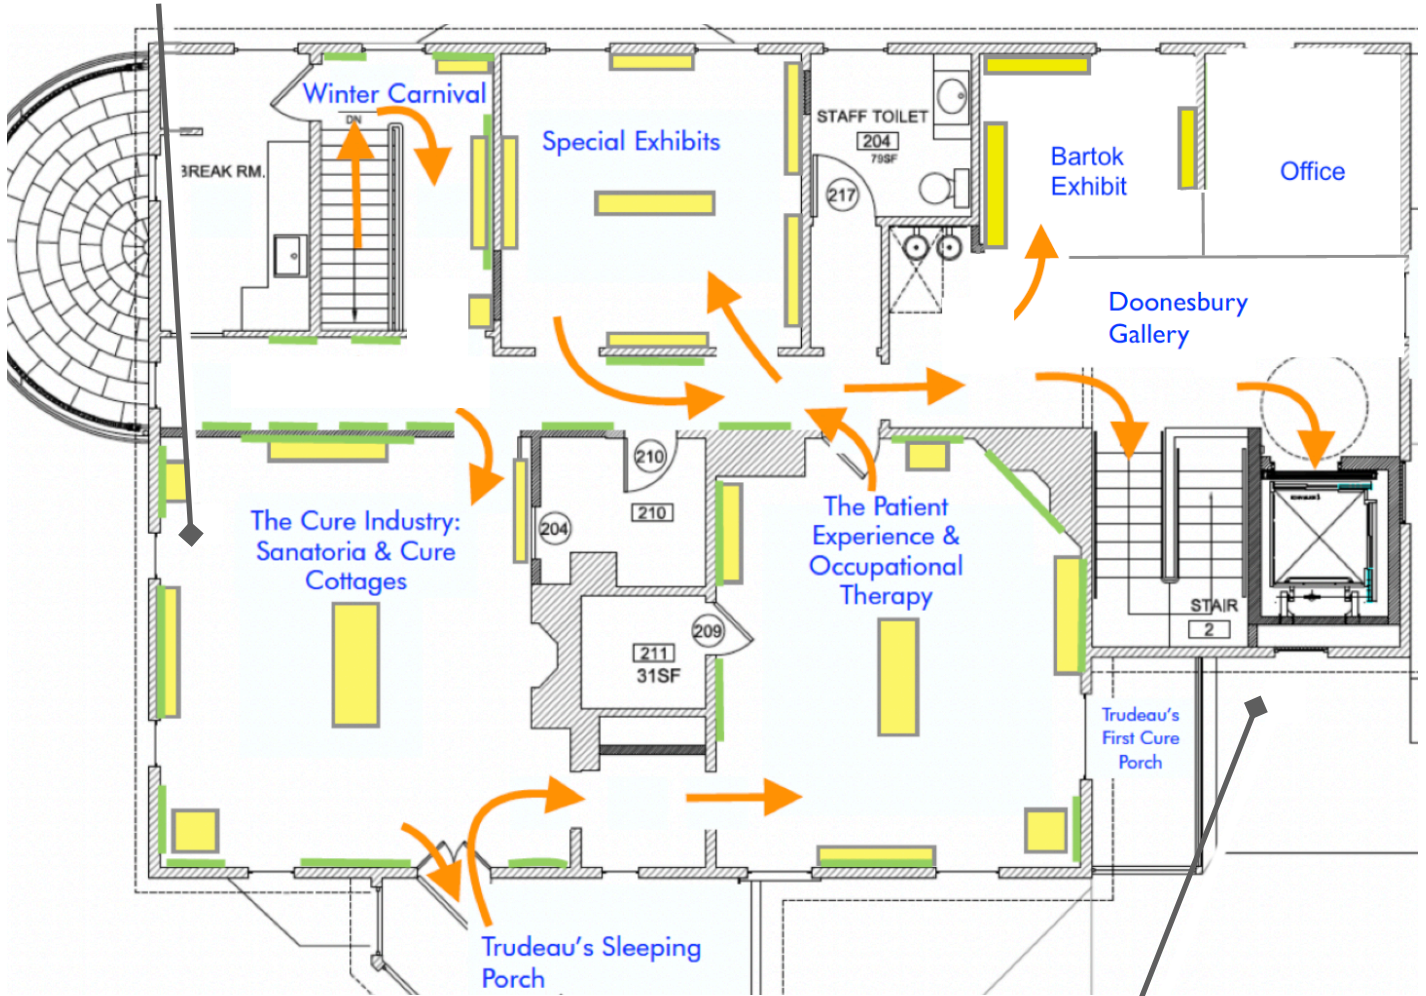 Winter Carnival
DN
BREAK RM.
Special Exhibits
STAFF TOILET
204
79SF
217
Bartok
Exhibit
Office
Doonesbury
Gallery
210
210
204
The Cure Industry:
Sanatoria & Cure
Cottages
The Patient
Experience &
Occupational
Therapy
209
211
31SF
STAIR
2
Trudeau's
First Cure
Porch
Trudeau's Sleeping
Porch